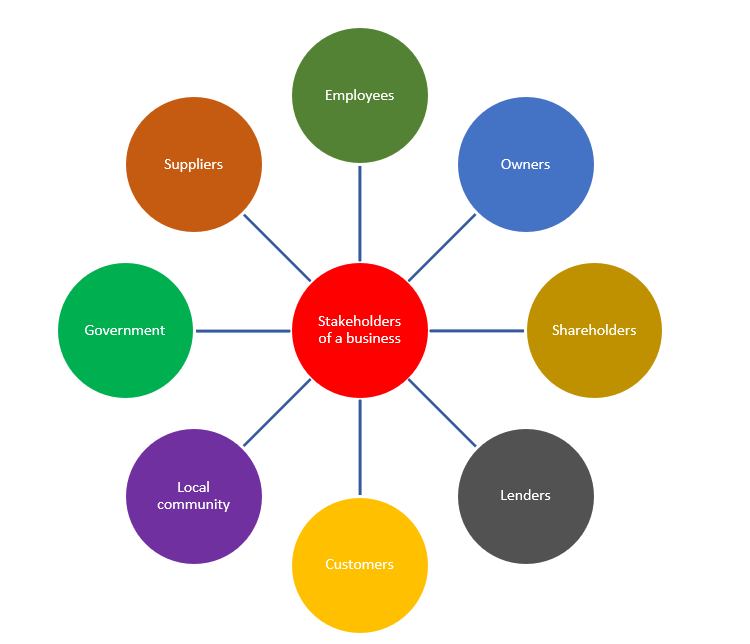 Employees
Suppliers
Owners
Government
Stakeholders
of a business
Shareholders
Local
community
Lenders
Customers